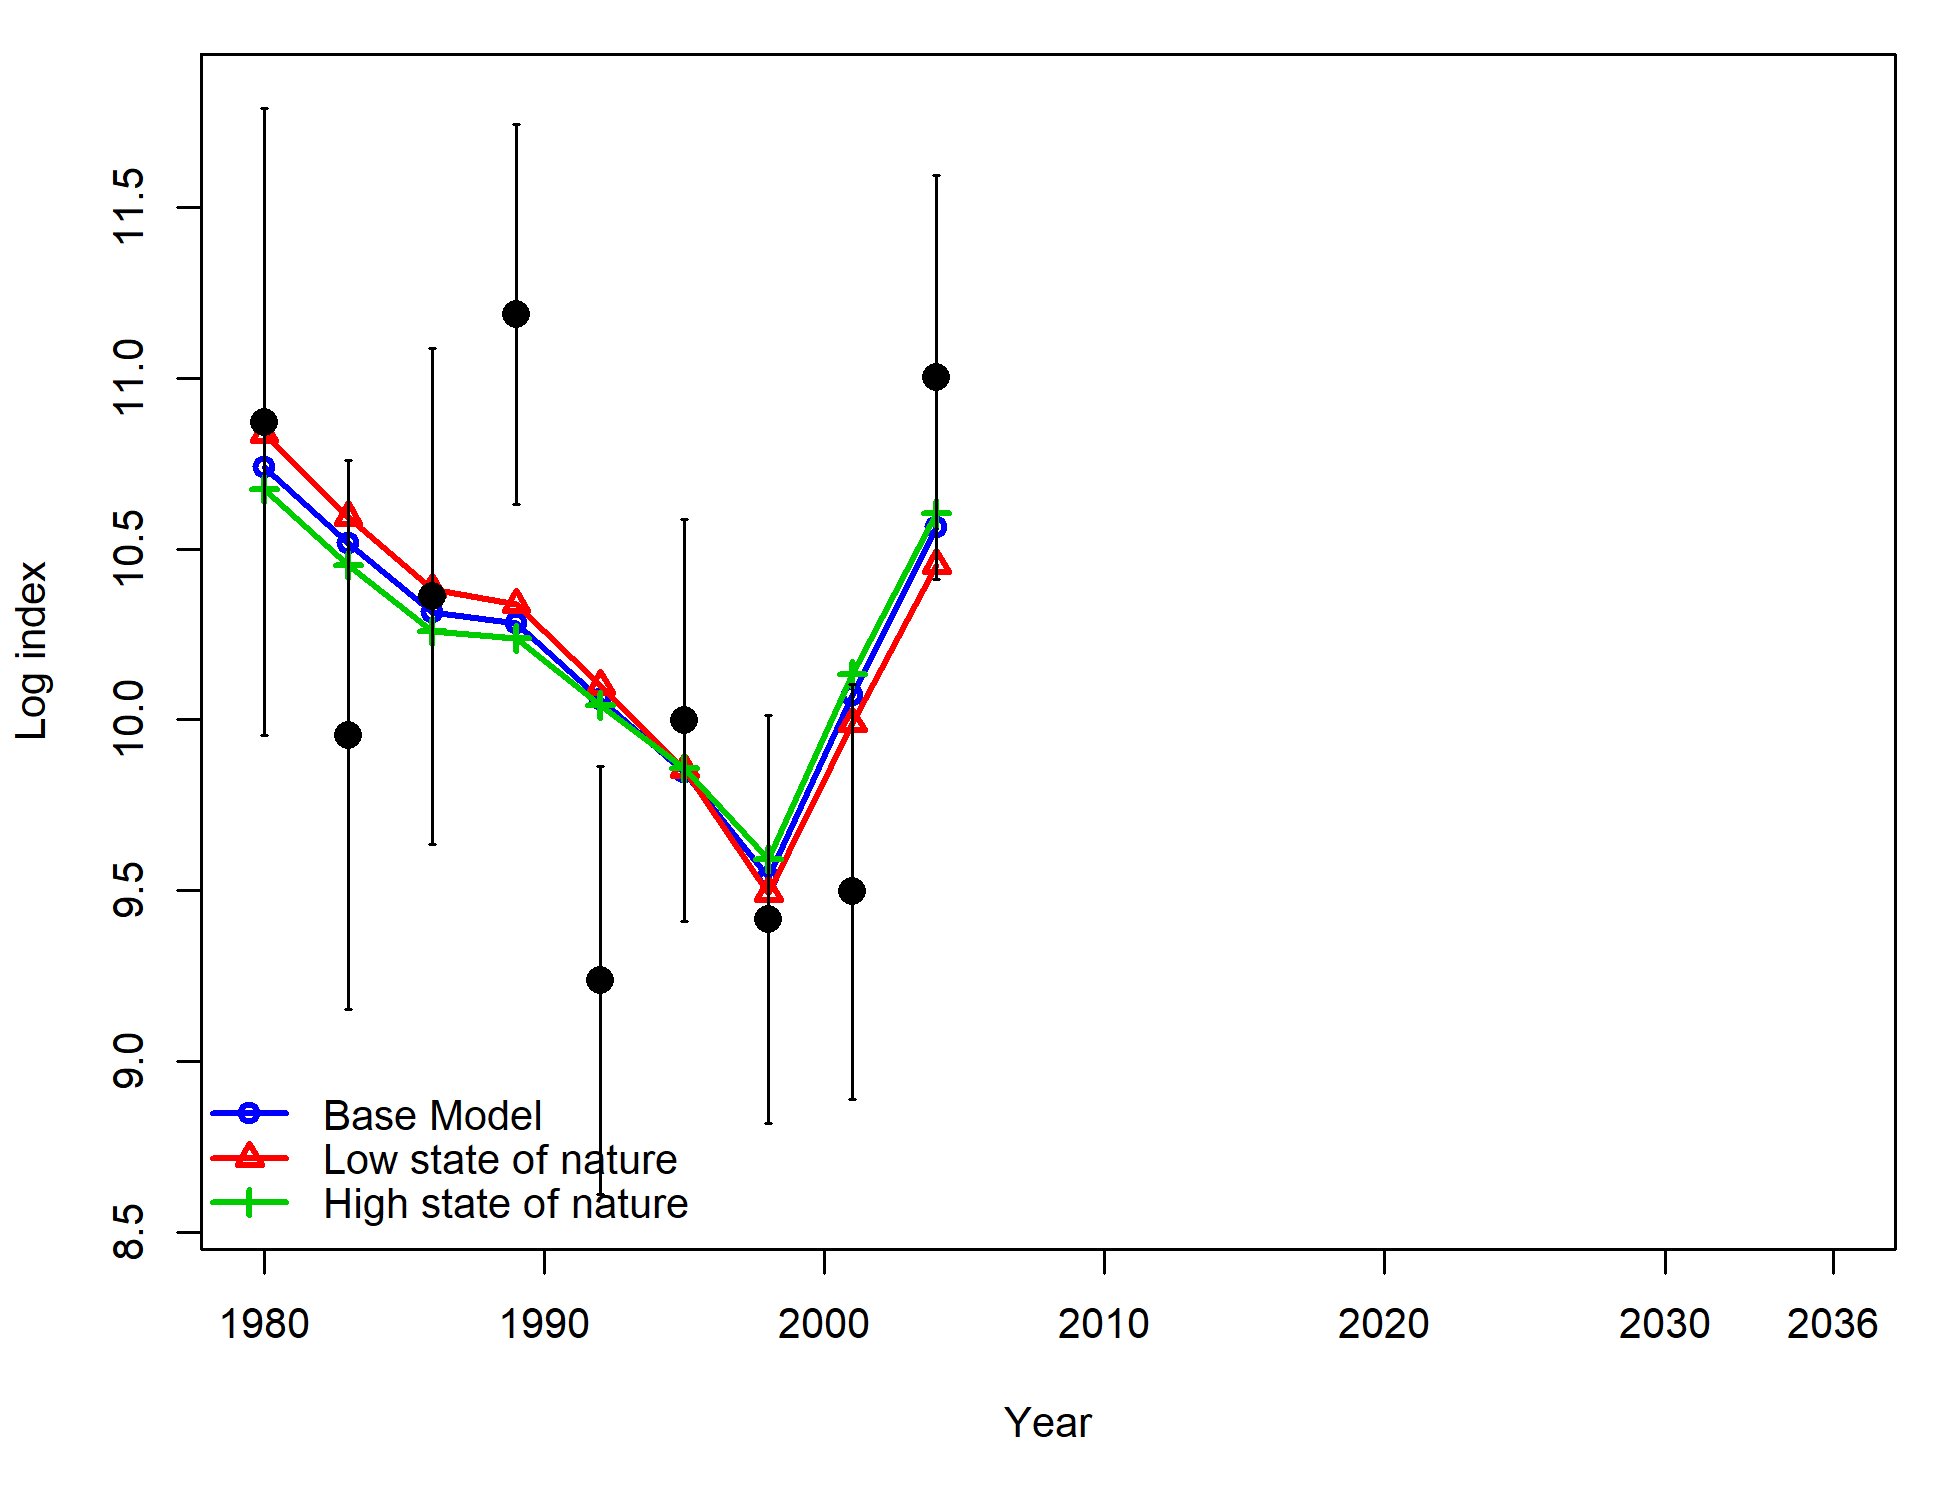 11.5
11.0
10.5
10.0
9.5
9.0
8.5
Log index
Base Model
Low state of nature
High state of nature
1980 1990 2000 2010 2020 2030 2036
Year